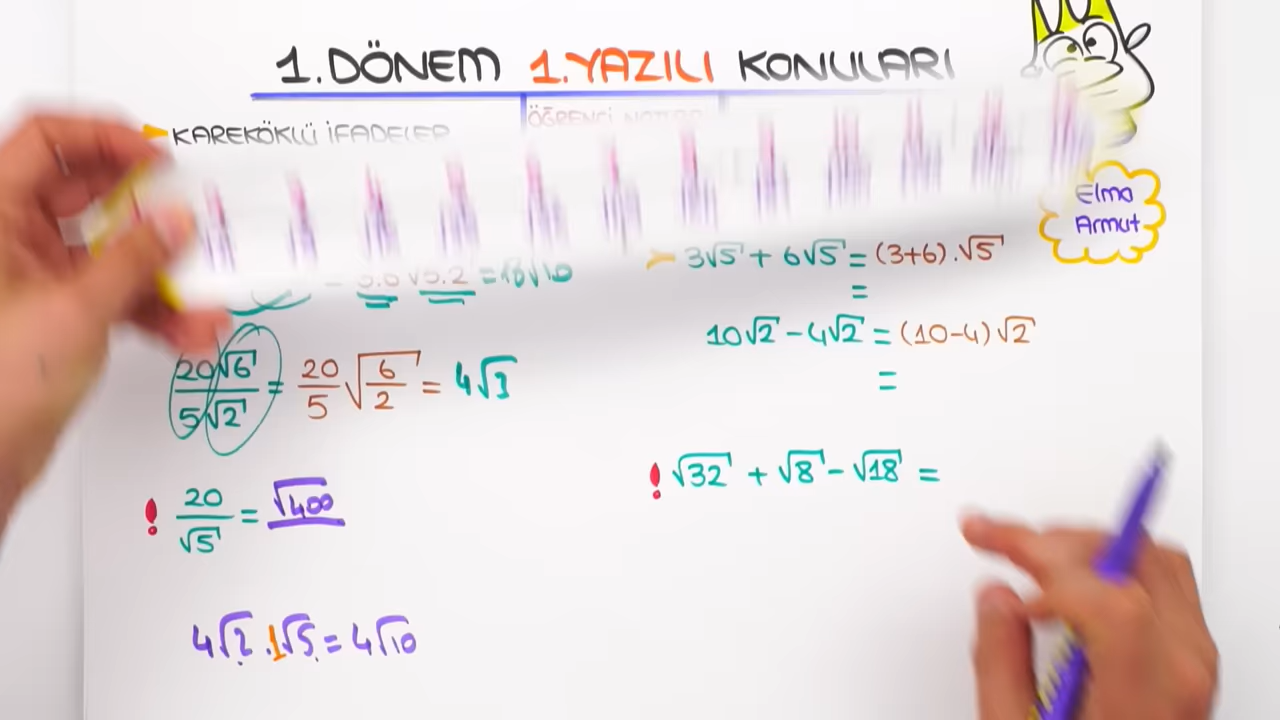 1.DÖNEM 1.YAZILI KONULARI
KAREKÖKLÜ İFADELER
ÖĞRENCİ
Elma
Armut
= 18√10
20√6 / 5√2 = 20/5 √(6/2) = 4√3
! 20/√5 = √400
4√2 . 1√5 = 4√10
3√5 + 6√5 = (3+6).√5
=
10√2 - 4√2 = (10-4)√2
=
! √32 + √8 - √18 =